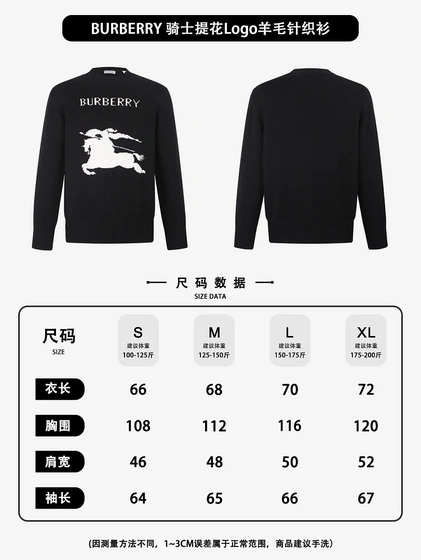 BURBERRY 骑士提花Logo羊毛针织衫
BURBERRY
尺码数据
SIZE DATA
尺码 S M L XL
SIZE 建议体重 建议体重 建议体重 建议体重
100-125斤 125-150斤 150-175斤 175-200斤
衣长 66 68 70 72
胸围 108 112 116 120
肩宽 46 48 50 52
袖长 64 65 66 67
(因测量方法不同，1~3CM误差属于正常范围，商品建议手洗)